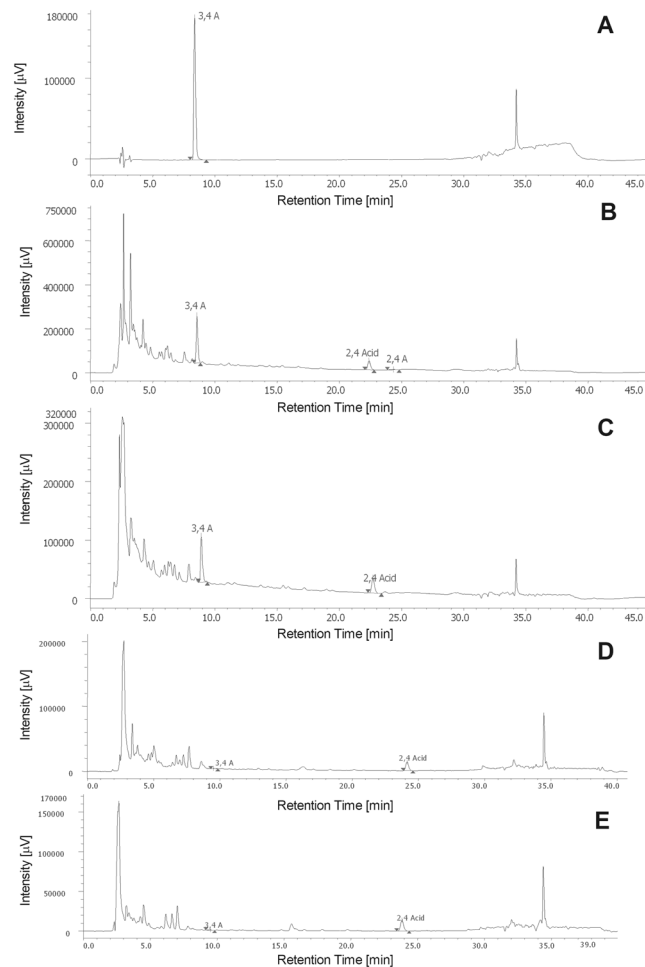 A
Intensity [µV]
180000
100000
0
3,4 A
0.0 5.0 10.0 15.0 20.0 25.0 30.0 35.0 40.0 45.0
Retention Time [min]
B
Intensity [µV]
750000
600000
400000
200000
0
3,4 A
2,4 Acid
2,4 A
0.0 5.0 10.0 15.0 20.0 25.0 30.0 35.0 40.0 45.0
Retention Time [min]
C
Intensity [µV]
320000
300000
200000
100000
0
3,4 A
2,4 Acid
0.0 5.0 10.0 15.0 20.0 25.0 30.0 35.0 40.0 45.0
Retention Time [min]
D
Intensity [µV]
200000
100000
0
3,4 A
2,4 Acid
0.0 5.0 10.0 15.0 20.0 25.0 30.0 35.0 40.0
Retention Time [min]
E
Intensity [µV]
170000
150000
100000
50000
0
3,4 A
2,4 Acid
0.0 5.0 10.0 15.0 20.0 25.0 30.0 35.0 39.0
Retention Time [min]